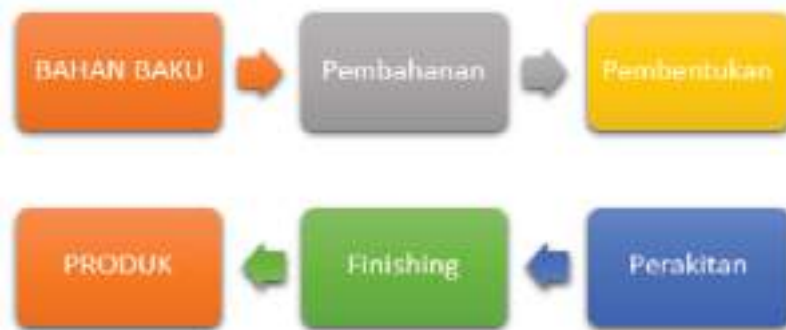 BAHAN BAKU
Pembahanan
Pembentukan
Perakitan
Finishing
PRODUK